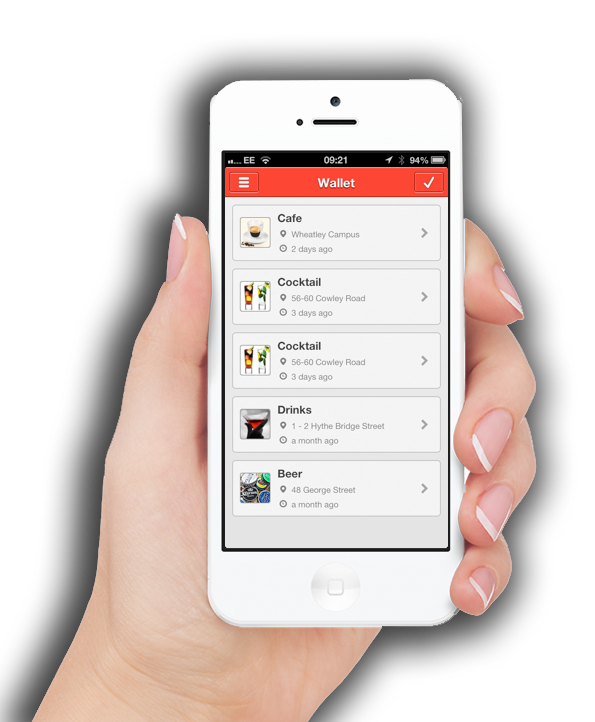 EE 09:21 94%
Wallet
Cafe
Wheatley Campus
2 days ago
Cocktail
56-60 Cowley Road
3 days ago
Cocktail
56-60 Cowley Road
3 days ago
Drinks
1 - 2 Hythe Bridge Street
a month ago
Beer
48 George Street
a month ago